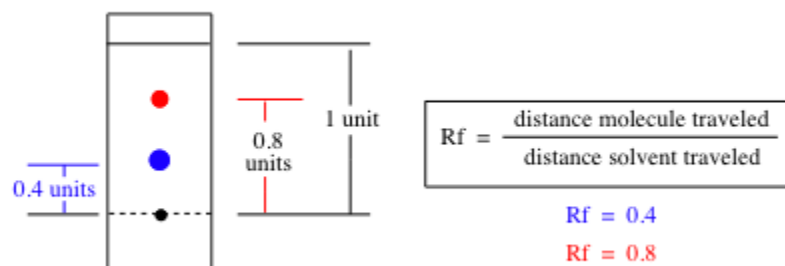 1 unit
0.8
units
0.4 units
Rf = distance molecule traveled
distance solvent traveled
Rf = 0.4
Rf = 0.8